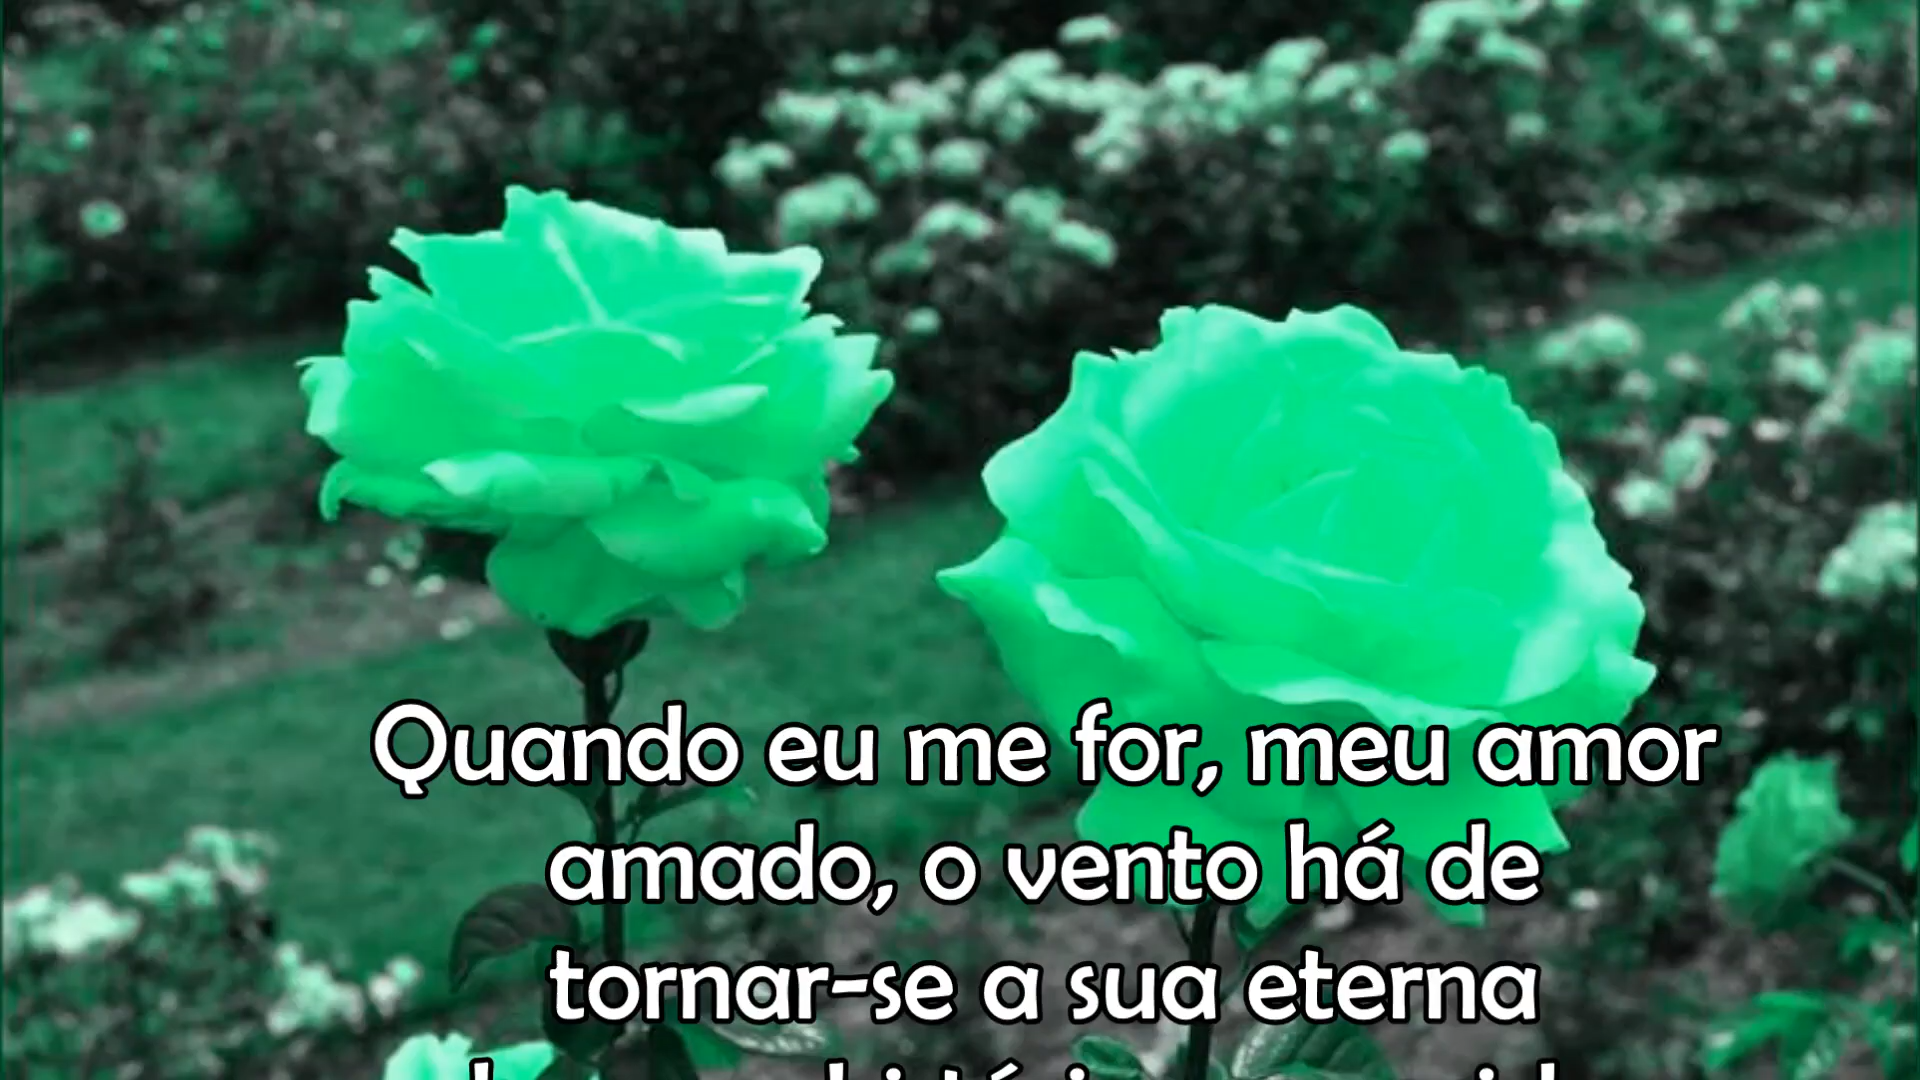 Quando eu me for, meu amor
amado, o vento há de
tornar-se a sua eterna